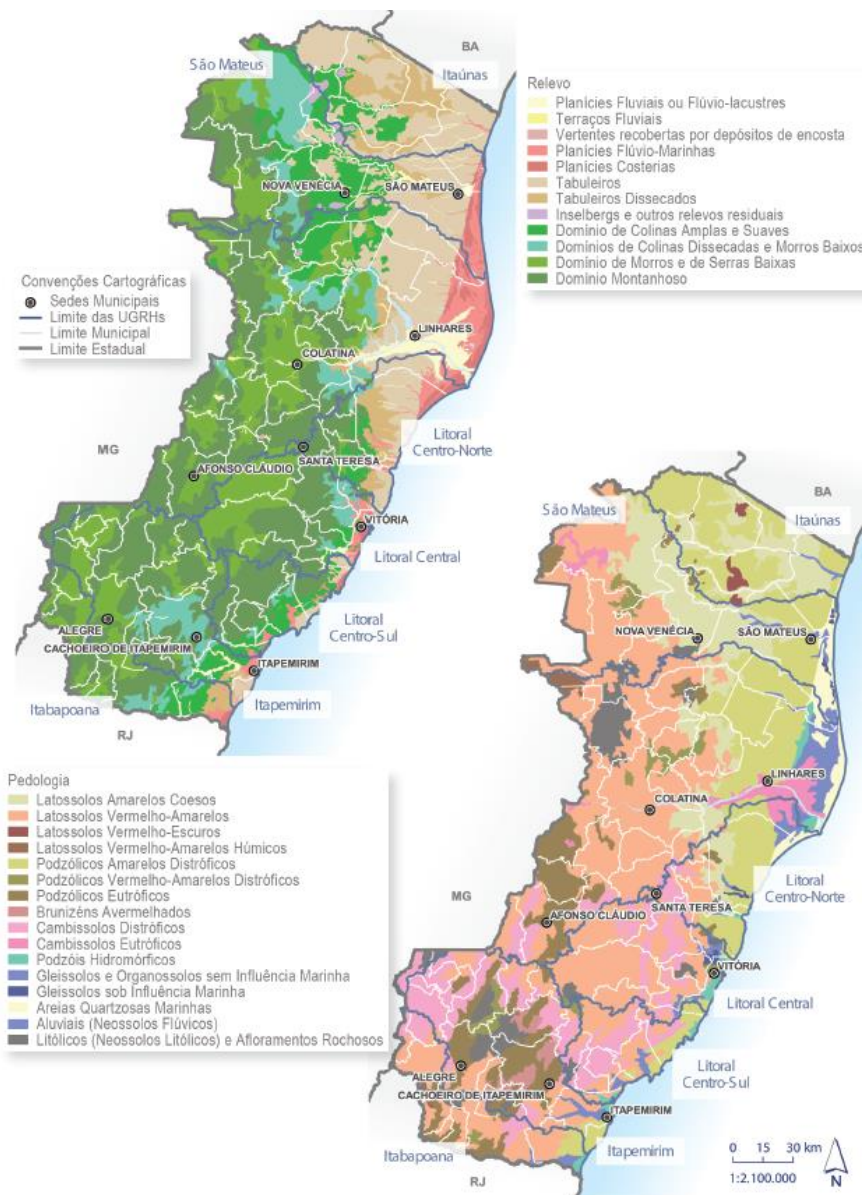 BA
São Mateus
Itaúnas
NOVA VENÉCIA
SÃO MATEUS
LINHARES
COLATINA
Litoral
Centro-Norte
MG
AFONSO CLÁUDIO
SANTA TERESA
VITÓRIA
Litoral Central
Litoral
Centro-Sul
ALEGRE
CACHOEIRO DE ITAPEMIRIM
ITAPEMIRIM
Itabapoana
Itapemirim
RJ
Relevo
Planícies Fluviais ou Flúvio-lacustres
Terraços Fluviais
Vertentes recobertas por depósitos de encosta
Planícies Flúvio-Marinhas
Planícies Costerias
Tabuleiros
Tabuleiros Dissecados
Inselbergs e outros relevos residuais
Domínio de Colinas Amplas e Suaves
Domínios de Colinas Dissecadas e Morros Baixos
Domínio de Morros e de Serras Baixas
Domínio Montanhoso
Convenções Cartográficas
Sedes Municipais
Limite das UGRHs
Limite Municipal
Limite Estadual
BA
São Mateus
Itaúnas
NOVA VENÉCIA
SÃO MATEUS
LINHARES
COLATINA
Litoral
Centro-Norte
MG
SANTA TERESA
AFONSO CLÁUDIO
VITÓRIA
Litoral Central
Litoral
Centro-Sul
ALEGRE
CACHOEIRO DE ITAPEMIRIM
ITAPEMIRIM
Itabapoana
Itapemirim
RJ
Pedologia
Latossolos Amarelos Coesos
Latossolos Vermelho-Amarelos
Latossolos Vermelho-Escuros
Latossolos Vermelho-Amarelos Húmicos
Podzólicos Amarelos Distróficos
Podzólicos Vermelho-Amarelos Distróficos
Podzólicos Eutróficos
Brunizéns Avermelhados
Cambissolos Distróficos
Cambissolos Eutróficos
Podzóis Hidromórficos
Gleissolos e Organossolos sem Influência Marinha
Gleissolos sob Influência Marinha
Areias Quartzosas Marinhas
Aluviais (Neossolos Flúvicos)
Litólicos (Neossolos Litólicos) e Afloramentos Rochosos
0 15 30 km
1:2.100.000
N